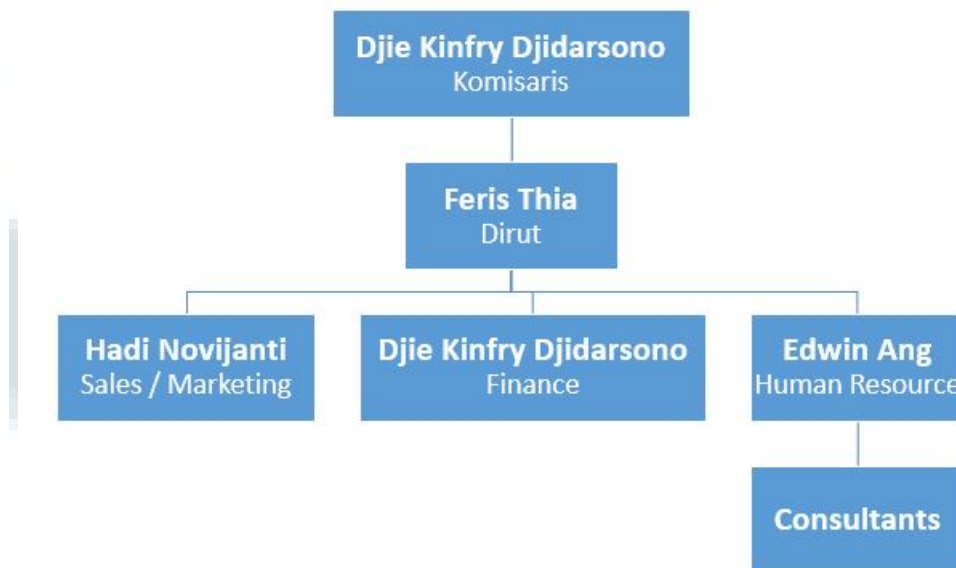 Djie Kinfry Djidarsono
Komisaris
Feris Thia
Dirut
Hadi Novijanti
Sales / Marketing
Djie Kinfry Djidarsono
Finance
Edwin Ang
Human Resource
Consultants